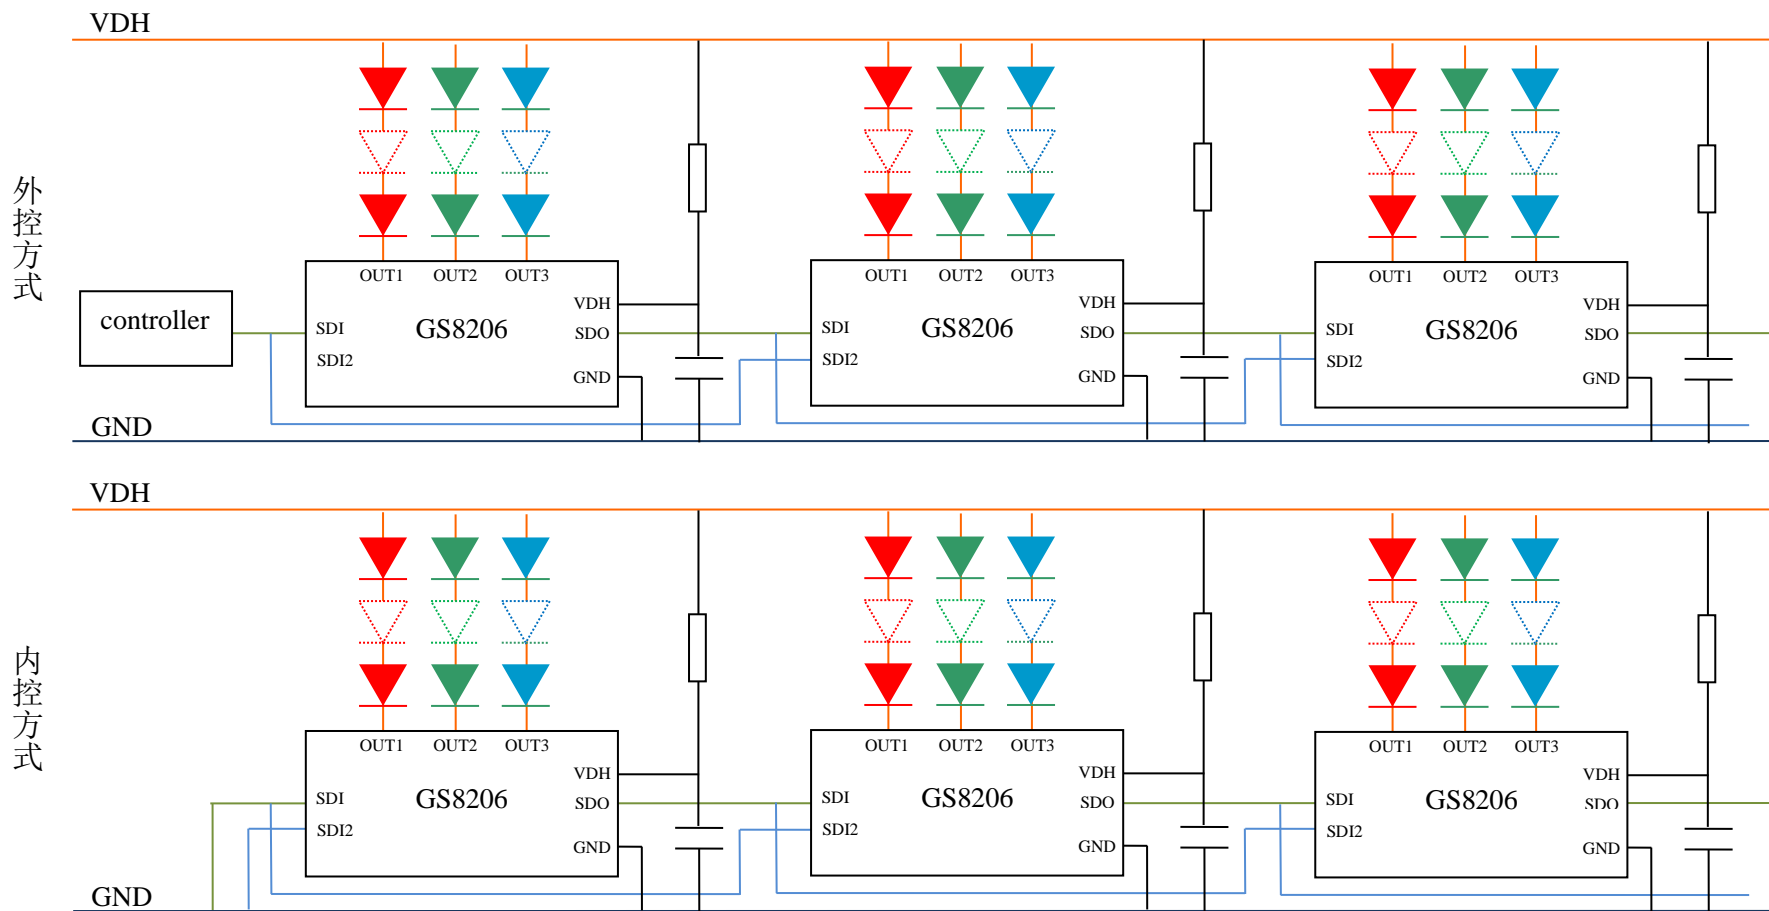 VDH
外控方式
OUT1 OUT2 OUT3
VDH
SDI
GS8206
SDO
SDI2
GND
OUT1 OUT2 OUT3
VDH
SDI
GS8206
SDO
SDI2
GND
OUT1 OUT2 OUT3
VDH
SDI
GS8206
SDO
SDI2
GND
controller
GND
VDH
内控方式
OUT1 OUT2 OUT3
VDH
SDI
GS8206
SDO
SDI2
GND
OUT1 OUT2 OUT3
VDH
SDI
GS8206
SDO
SDI2
GND
OUT1 OUT2 OUT3
VDH
SDI
GS8206
SDO
SDI2
GND
GND